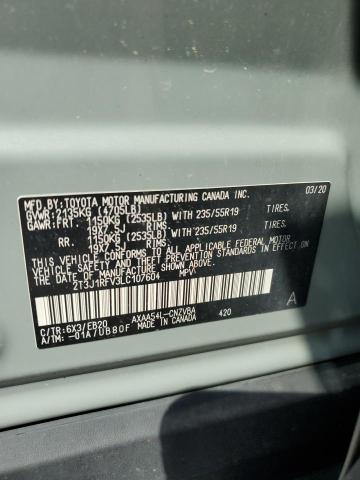 MFD.BY:TOYOTA MOTOR MANUFACTURING CANADA INC. 03/20
GVWR:2135KG(4705LB)
GAWR:FRT. 1150KG(2535LB)WITH 235/55R19 TIRES.
19X7.5J RIMS.
RR. 1150KG(2535LB)WITH 235/55R19 TIRES.
19X7.5J RIMS.
THIS VEHICLE CONFORMS TO ALL APPLICABLE
FEDERAL MOTOR VEHICLE SAFETY AND
THEFT PREVENTION STANDARDS IN EFFECT ON
THE DATE OF MANUFACTURE SHOWN ABOVE.
2T3J1RFV3LC107604 MPV
A
C/TR:6X3/EB20 AXAA54L-CNZVBA 420
A/TM:-01A/UB80F MADE IN CANADA